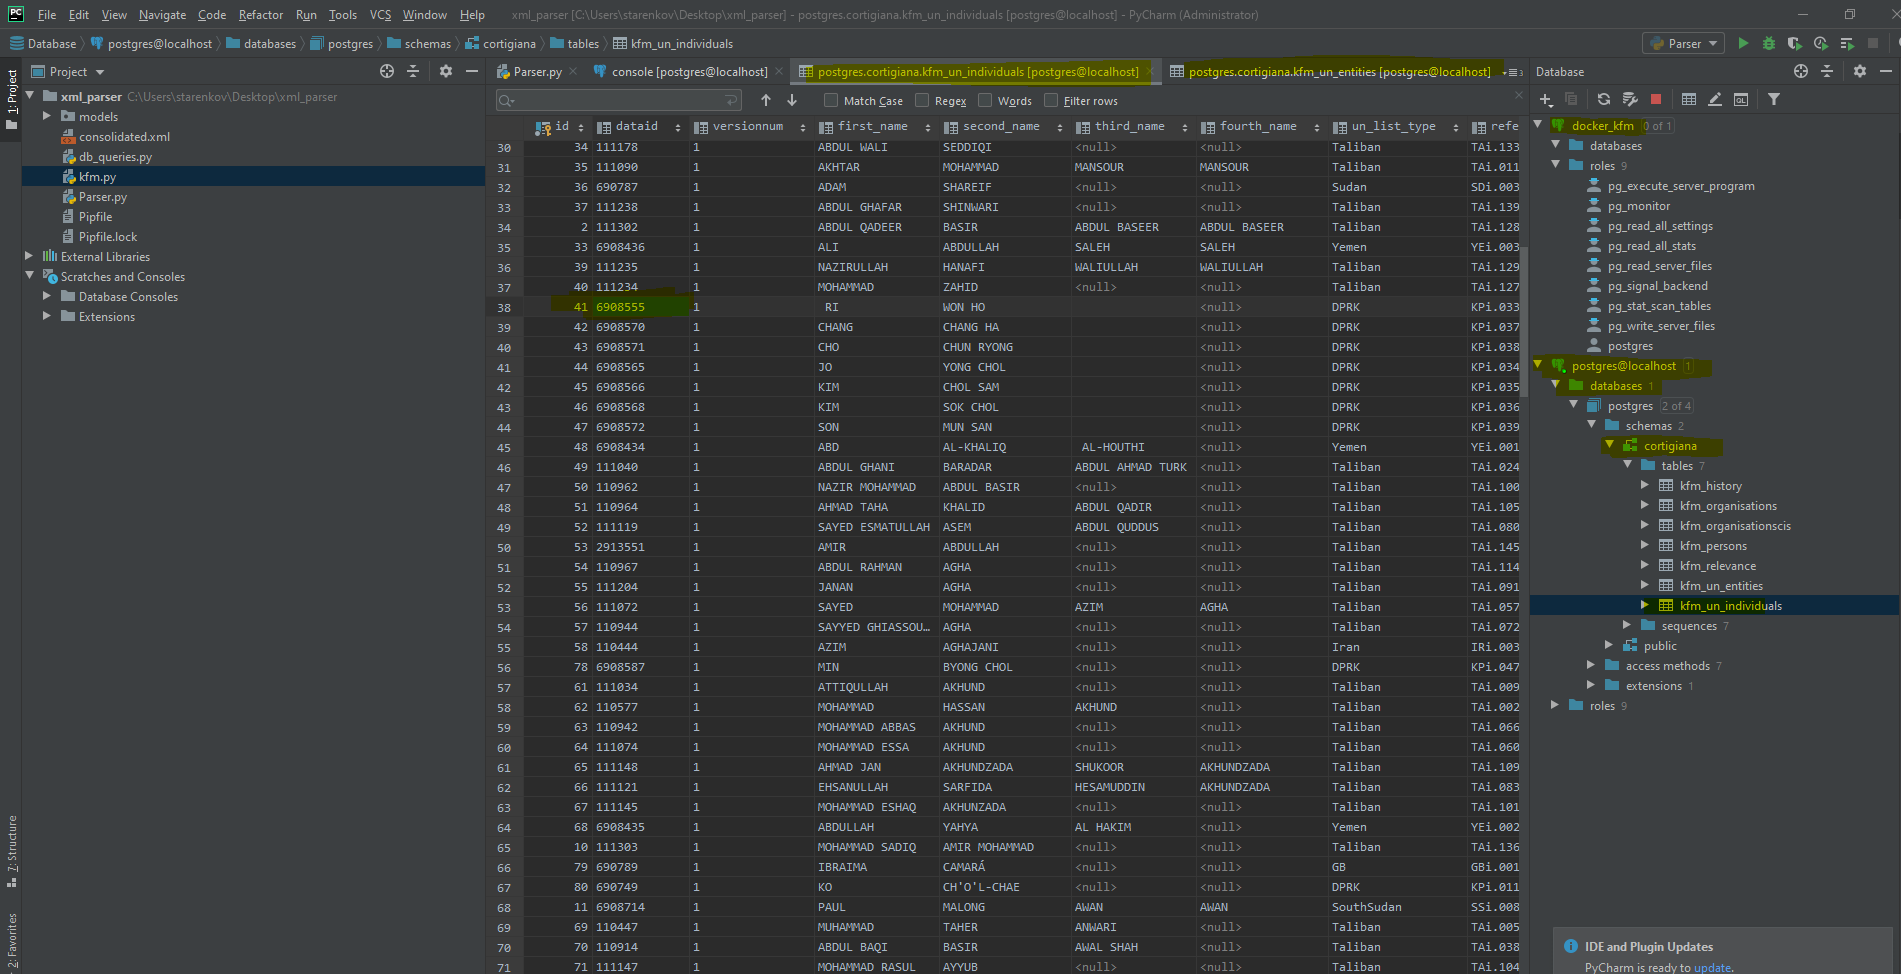 File Edit View Navigate Code Refactor Run Tools VCS Window Help xml_parser [C:\Users\starenkov\Desktop\xml_parser] - postgres.cortigiana.kfm_un_individuals [postgres@localhost] - PyCharm (Administrator)
Database postgres@localhost databases postgres schemas cortigiana tables kfm_un_individuals Parser
1: Project
7: Structure
2: Favorites
Project
xml_parser C:\Users\starenkov\Desktop\xml_parser
models
consolidated.xml
db_queries.py
kfm.py
Parser.py
Pipfile
Pipfile.lock
External Libraries
Scratches and Consoles
Database Consoles
Extensions
Parser.py console [postgres@localhost] postgres.cortigiana.kfm_un_individuals [postgres@localhost] postgres.cortigiana.kfm_un_entities [postgres@localhost] 3
Match Case Regex Words Filter rows
id dataid versionnum first_name second_name third_name fourth_name un_list_type refe
30 34 111178 1 ABDUL WALI SEDDIQI <null> <null> Taliban TAi.133
31 35 111090 1 AKHTAR MOHAMMAD MANSOUR MANSOUR Taliban TAi.011
32 36 690787 1 ADAM SHAREIF <null> <null> Sudan SDi.003
33 37 111238 1 ABDUL GHAFAR SHINWARI <null> <null> Taliban TAi.139
34 2 111302 1 ABDUL QADEER BASIR ABDUL BASEER ABDUL BASEER Taliban TAi.128
35 33 6908436 1 ALI ABDULLAH SALEH SALEH Yemen YEi.003
36 39 111235 1 NAZIRULLAH HANAFI WALIULLAH WALIULLAH Taliban TAi.129
37 40 111234 1 MOHAMMAD ZAHID <null> <null> Taliban TAi.127
38 41 6908555 1 RI WON HO <null> DPRK KPi.033
39 42 6908570 1 CHANG CHANG HA <null> DPRK KPi.037
40 43 6908571 1 CHO CHUN RYONG <null> DPRK KPi.038
41 44 6908565 1 JO YONG CHOL <null> DPRK KPi.034
42 45 6908566 1 KIM CHOL SAM <null> DPRK KPi.035
43 46 6908568 1 KIM SOK CHOL <null> DPRK KPi.036
44 47 6908572 1 SON MUN SAN <null> DPRK KPi.039
45 48 6908434 1 ABD AL-KHALIQ AL-HOUTHI <null> Yemen YEi.001
46 49 111040 1 ABDUL GHANI BARADAR ABDUL AHMAD TURK <null> Taliban TAi.024
47 50 110962 1 NAZIR MOHAMMAD ABDUL BASIR <null> <null> Taliban TAi.100
48 51 110964 1 AHMAD TAHA KHALID ABDUL QADIR <null> Taliban TAi.105
49 52 111119 1 SAYED ESMATULLAH ASEM ABDUL QUDDUS <null> Taliban TAi.080
50 53 2913551 1 AMIR ABDULLAH <null> <null> Taliban TAi.145
51 54 110967 1 ABDUL RAHMAN AGHA <null> <null> Taliban TAi.114
52 55 111204 1 JANAN AGHA <null> <null> Taliban TAi.091
53 56 111072 1 SAYED MOHAMMAD AZIM AGHA Taliban TAi.057
54 57 110944 1 SAYYED GHIASSOU... AGHA <null> <null> Taliban TAi.072
55 58 110444 1 AZIM AGHAJANI <null> <null> Iran IRi.003
56 78 6908587 1 MIN BYONG CHOL <null> <null> DPRK KPi.047
57 61 111034 1 ATTIQULLAH AKHUND <null> <null> Taliban TAi.009
58 62 110577 1 MOHAMMAD HASSAN AKHUND <null> Taliban TAi.002
59 63 110942 1 MOHAMMAD ABBAS AKHUND <null> <null> Taliban TAi.066
60 64 111074 1 MOHAMMAD ESSA AKHUND <null> <null> Taliban TAi.060
61 65 111148 1 AHMAD JAN AKHUNDZADA SHUKOOR AKHUNDZADA Taliban TAi.109
62 66 111121 1 EHSANULLAH SARFIDA HESAMUDDIN AKHUNDZADA Taliban TAi.083
63 67 111145 1 MOHAMMAD ESHAQ AKHUNZADA <null> <null> Taliban TAi.101
64 68 6908435 1 ABDULLAH YAHYA AL HAKIM <null> Yemen YEi.002
65 10 111303 1 MOHAMMAD SADIQ AMIR MOHAMMAD <null> <null> Taliban TAi.136
66 79 690789 1 IBRAIMA CAMARÁ <null> <null> GB GBi.001
67 80 690749 1 KO CH'O'L-CHAE <null> <null> DPRK KPi.011
68 11 6908714 1 PAUL MALONG AWAN AWAN SouthSudan SSi.008
69 69 110447 1 MUHAMMAD TAHER ANWARI <null> Taliban TAi.005
70 70 110914 1 ABDUL BAQI BASIR AWAL SHAH <null> Taliban TAi.038
71 71 111147 1 MOHAMMAD RASUL AYYUB <null> <null> Taliban TAi.104
Database
docker_kfm 0 of 1
databases
roles 9
pg_execute_server_program
pg_monitor
pg_read_all_settings
pg_read_all_stats
pg_read_server_files
pg_signal_backend
pg_stat_scan_tables
pg_write_server_files
postgres
postgres@localhost 1
databases 1
postgres 2 of 4
schemas 2
cortigiana
tables 7
kfm_history
kfm_organisations
kfm_organisationscis
kfm_persons
kfm_relevance
kfm_un_entities
kfm_un_individuals
sequences 7
public
access methods 7
extensions 1
roles 9
IDE and Plugin Updates
PyCharm is ready to update.